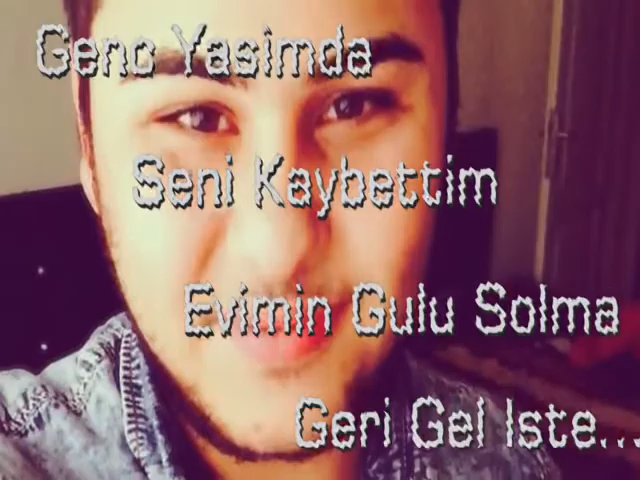 Genc Yasimda
Seni Kaybettim
Evimin Gulu Solma
Geri Gel Iste...